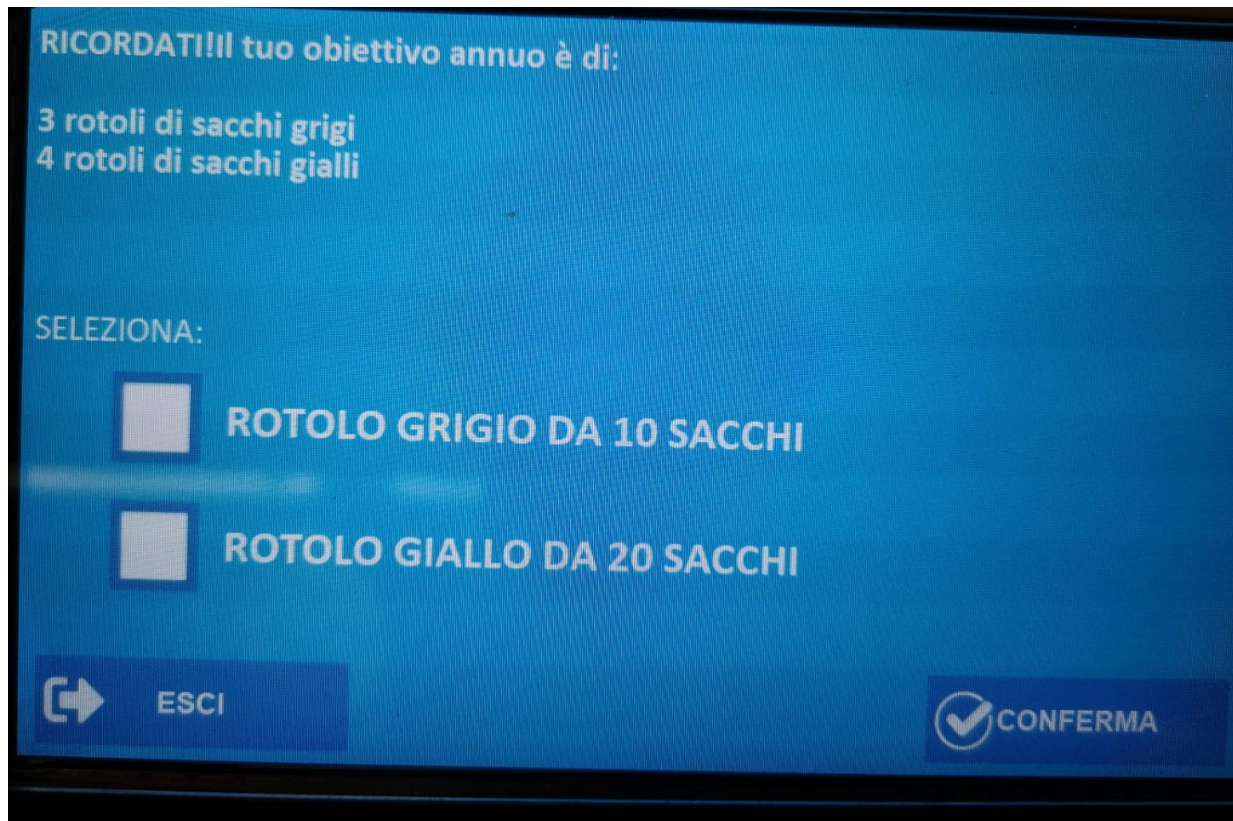 RICORDATI!Il tuo obiettivo annuo è di:
3 rotoli di sacchi grigi
4 rotoli di sacchi gialli
SELEZIONA:
ROTOLO GRIGIO DA 10 SACCHI
ROTOLO GIALLO DA 20 SACCHI
ESCI
CONFERMA